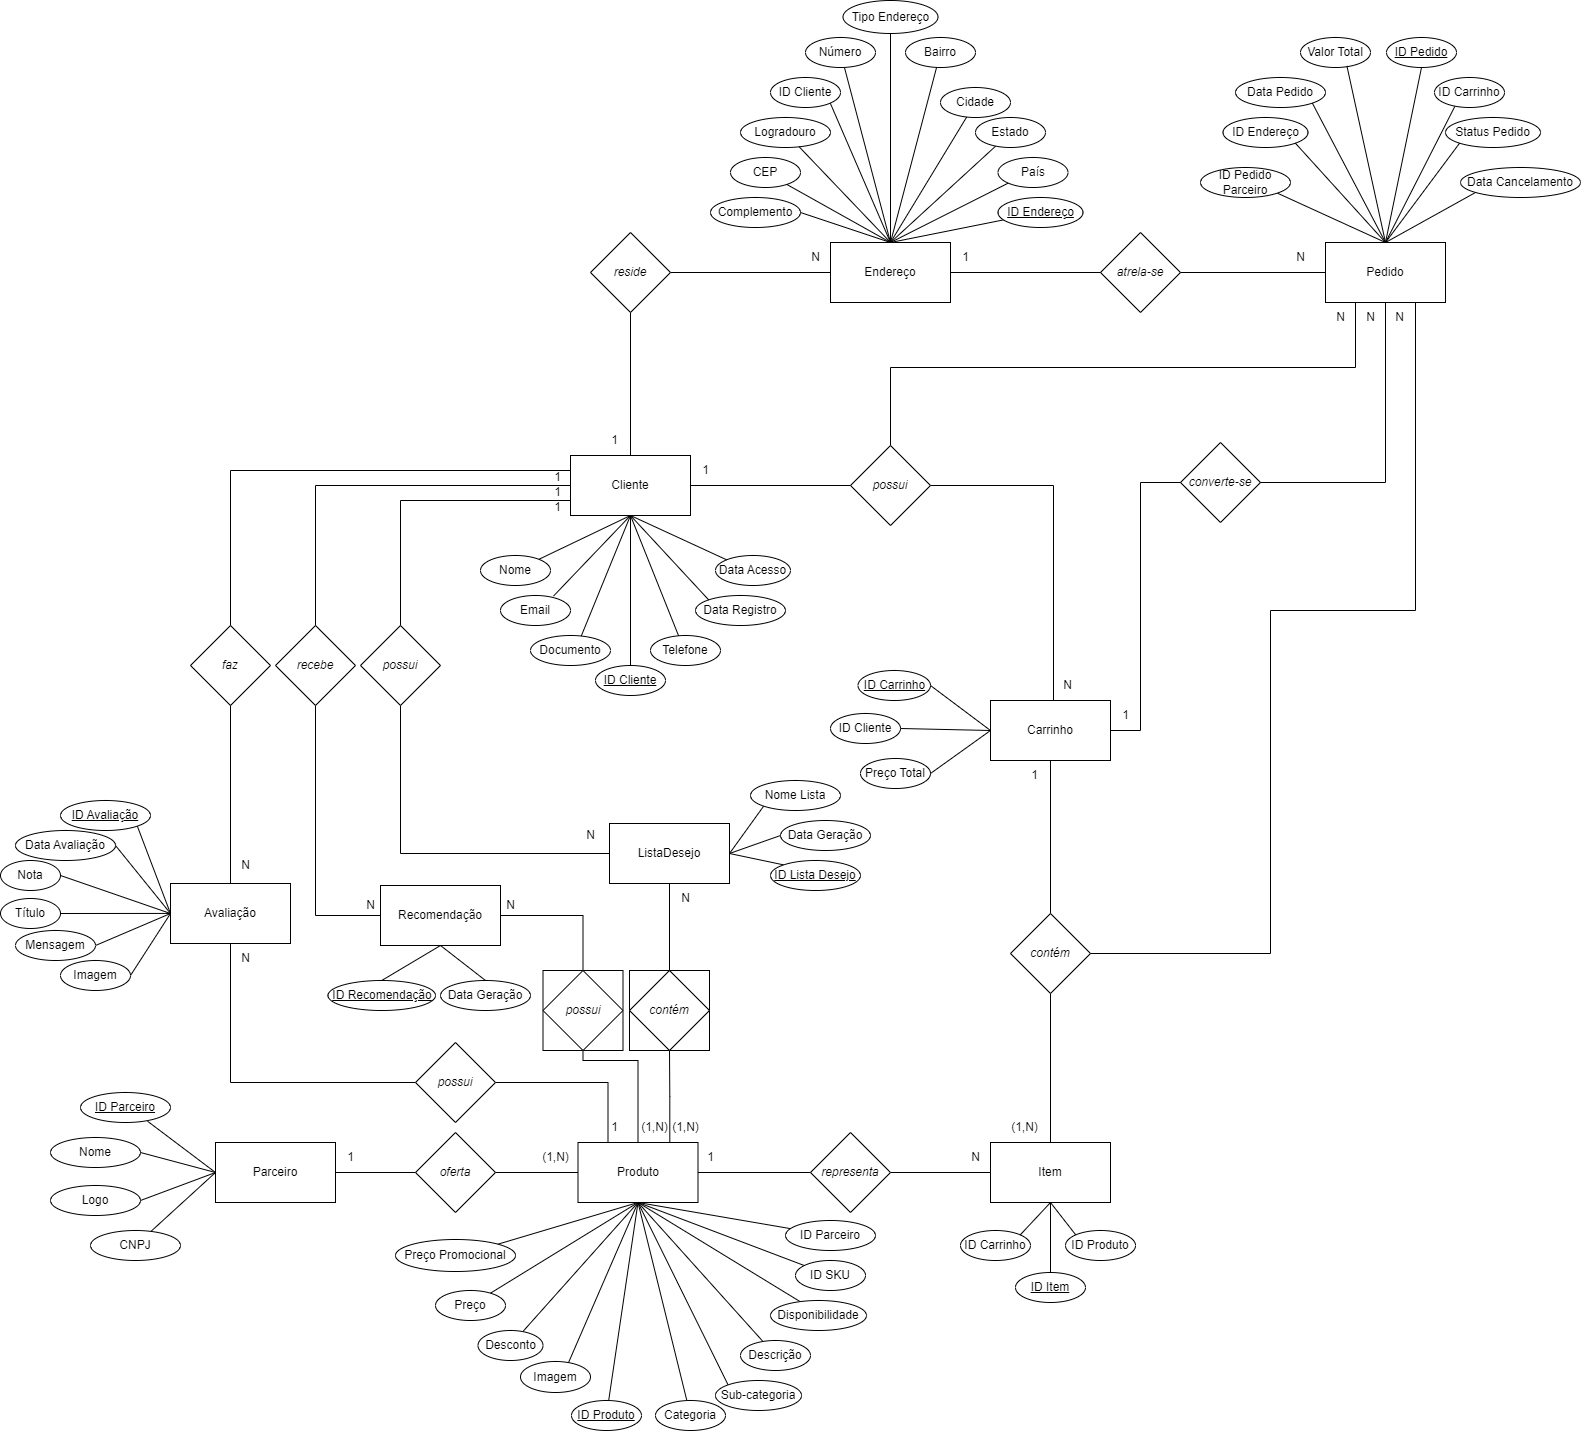 Tipo Endereço
Número
Bairro
Valor Total
ID Pedido
ID Cliente
Cidade
Data Pedido
ID Carrinho
Logradouro
Estado
ID Endereço
Status Pedido
CEP
País
ID Pedido
Parceiro
Data Cancelamento
Complemento
ID Endereço
reside
N
Endereço
1
atrela-se
N
Pedido
N
N
N
1
1
1
1
Cliente
1
possui
converte-se
Nome
Data Acesso
Email
Data Registro
Documento
Telefone
ID Cliente
faz
recebe
possui
ID Carrinho
N
ID Cliente
Carrinho
1
Preço Total
1
Nome Lista
ID Avaliação
Data Avaliação
N
ListaDesejo
Data Geração
Nota
N
ID Lista Desejo
Título
Avaliação
N
Recomendação
N
N
Mensagem
N
contém
Imagem
ID Recomendação
Data Geração
possui
contém
possui
ID Parceiro
1
(1,N)
(1,N)
(1,N)
Nome
Parceiro
1
oferta
(1,N)
Produto
1
representa
N
Item
Logo
CNPJ
Preço Promocional
ID Parceiro
ID Carrinho
ID Produto
ID SKU
ID Item
Preço
Disponibilidade
Desconto
Descrição
Imagem
Sub-categoria
ID Produto
Categoria